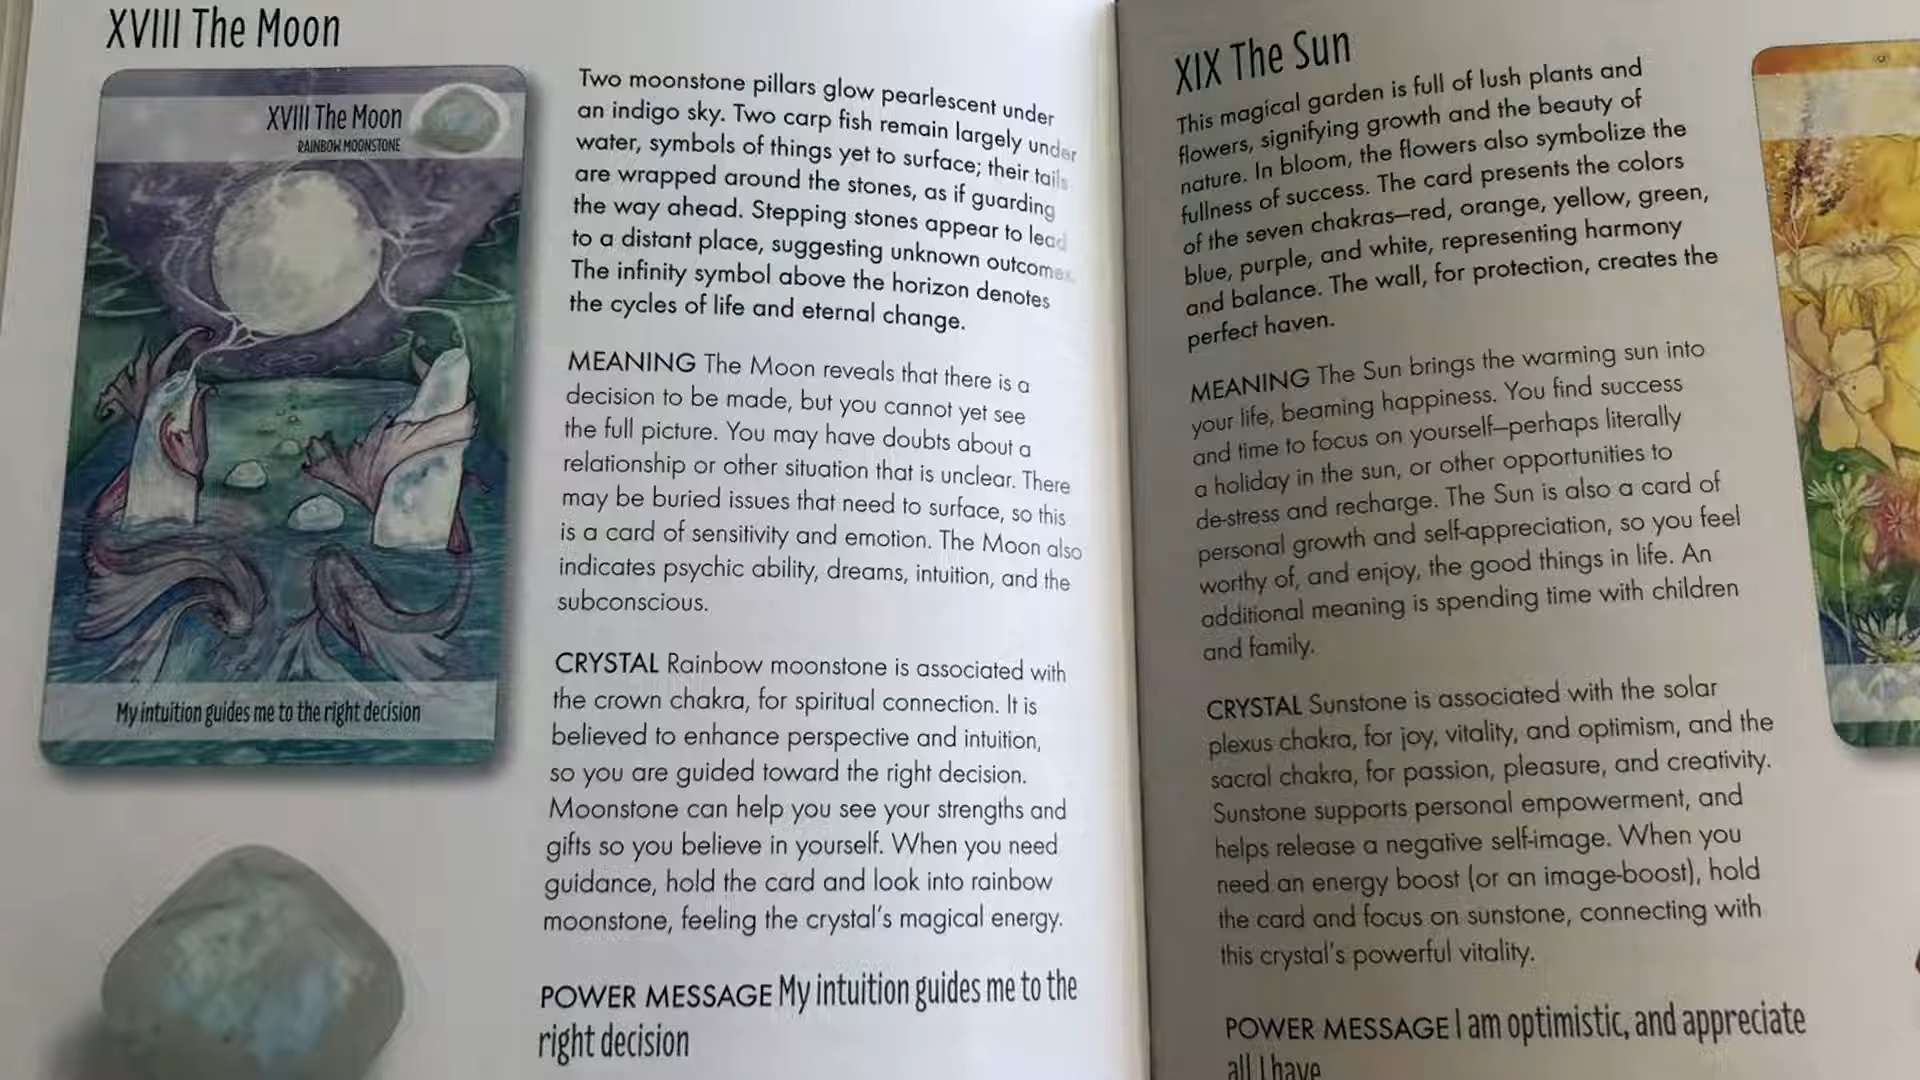 XVIII The Moon
XVIII The Moon
RAINBOW MOONSTONE
My intuition guides me to the right decision
Two moonstone pillars glow pearlescent under
an indigo sky. Two carp fish remain largely under
water, symbols of things yet to surface; their tails
are wrapped around the stones, as if guarding
the way ahead. Stepping stones appear to lead
to a distant place, suggesting unknown outcomes.
The infinity symbol above the horizon denotes
the cycles of life and eternal change.
MEANING The Moon reveals that there is a
decision to be made, but you cannot yet see
the full picture. You may have doubts about a
relationship or other situation that is unclear. There
may be buried issues that need to surface, so this
is a card of sensitivity and emotion. The Moon also
indicates psychic ability, dreams, intuition, and the
subconscious.
CRYSTAL Rainbow moonstone is associated with
the crown chakra, for spiritual connection. It is
believed to enhance perspective and intuition,
so you are guided toward the right decision.
Moonstone can help you see your strengths and
gifts so you believe in yourself. When you need
guidance, hold the card and look into rainbow
moonstone, feeling the crystal's magical energy.
POWER MESSAGE My intuition guides me to the
right decision
XIX The Sun
This magical garden is full of lush plants and
flowers, signifying growth and the beauty of
nature. In bloom, the flowers also symbolize the
fullness of success. The card presents the colors
of the seven chakras—red, orange, yellow, green,
blue, purple, and white, representing harmony
and balance. The wall, for protection, creates the
perfect haven.
MEANING The Sun brings the warming sun into
your life, beaming happiness. You find success
and time to focus on yourself—perhaps literally
a holiday in the sun, or other opportunities to
de-stress and recharge. The Sun is also a card of
personal growth and self-appreciation, so you feel
worthy of, and enjoy, the good things in life. An
additional meaning is spending time with children
and family.
CRYSTAL Sunstone is associated with the solar
plexus chakra, for joy, vitality, and optimism, and the
sacral chakra, for passion, pleasure, and creativity.
Sunstone supports personal empowerment, and
helps release a negative self-image. When you
need an energy boost (or an image-boost), hold
the card and focus on sunstone, connecting with
this crystal's powerful vitality.
POWER MESSAGE I am optimistic, and appreciate
all I have